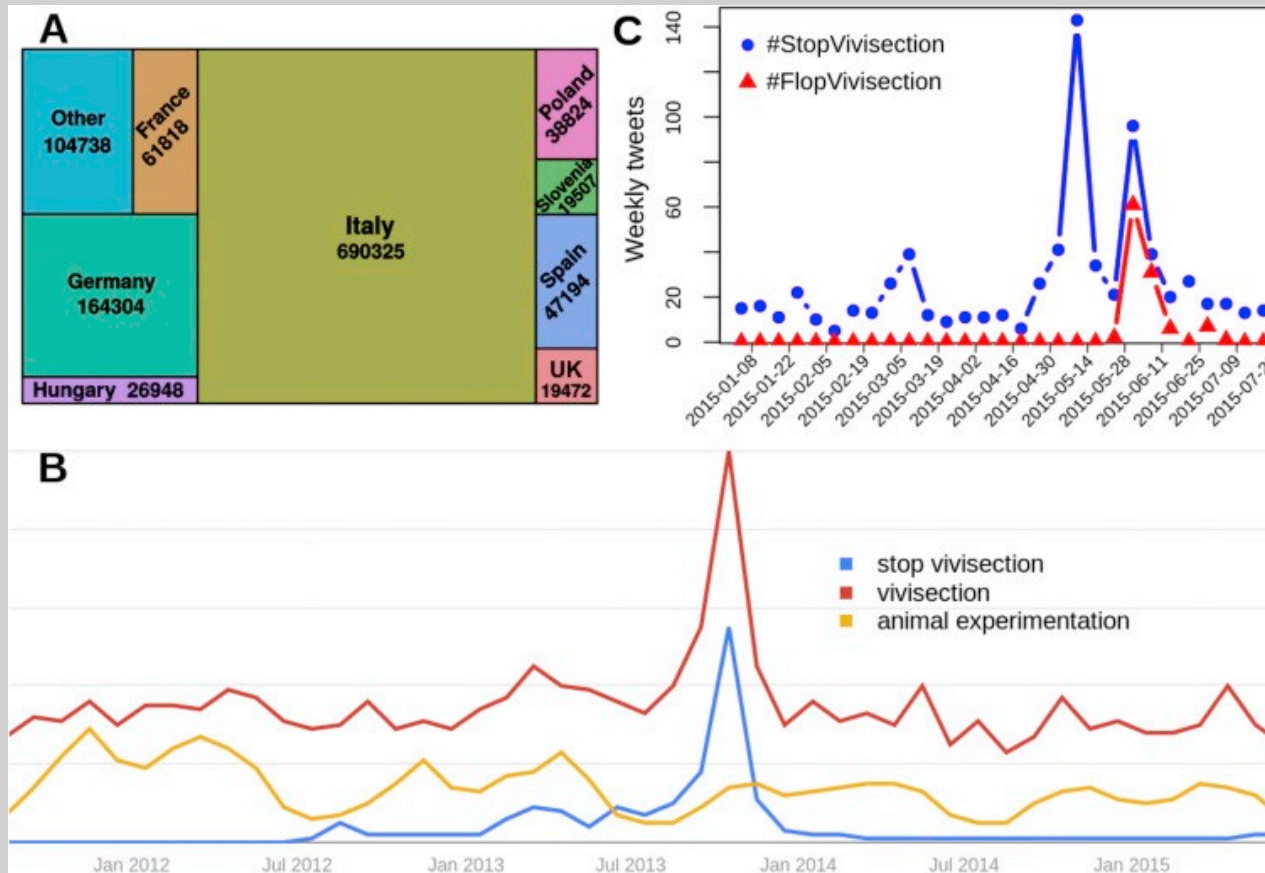 A
Other
104738
France
61818
Italy
690325
Poland
38824
Slovenia
19507
Germany
164304
Spain
47194
Hungary 26948
UK
19472
C
#StopVivisection
#FlopVivisection
Weekly tweets
140
100
60
20
0
2015-01-08
2015-01-22
2015-02-05
2015-02-19
2015-03-05
2015-03-19
2015-04-02
2015-04-16
2015-04-30
2015-05-14
2015-05-28
2015-06-11
2015-06-25
2015-07-09
B
stop vivisection
vivisection
animal experimentation
Jan 2012
Jul 2012
Jan 2013
Jul 2013
Jan 2014
Jul 2014
Jan 2015